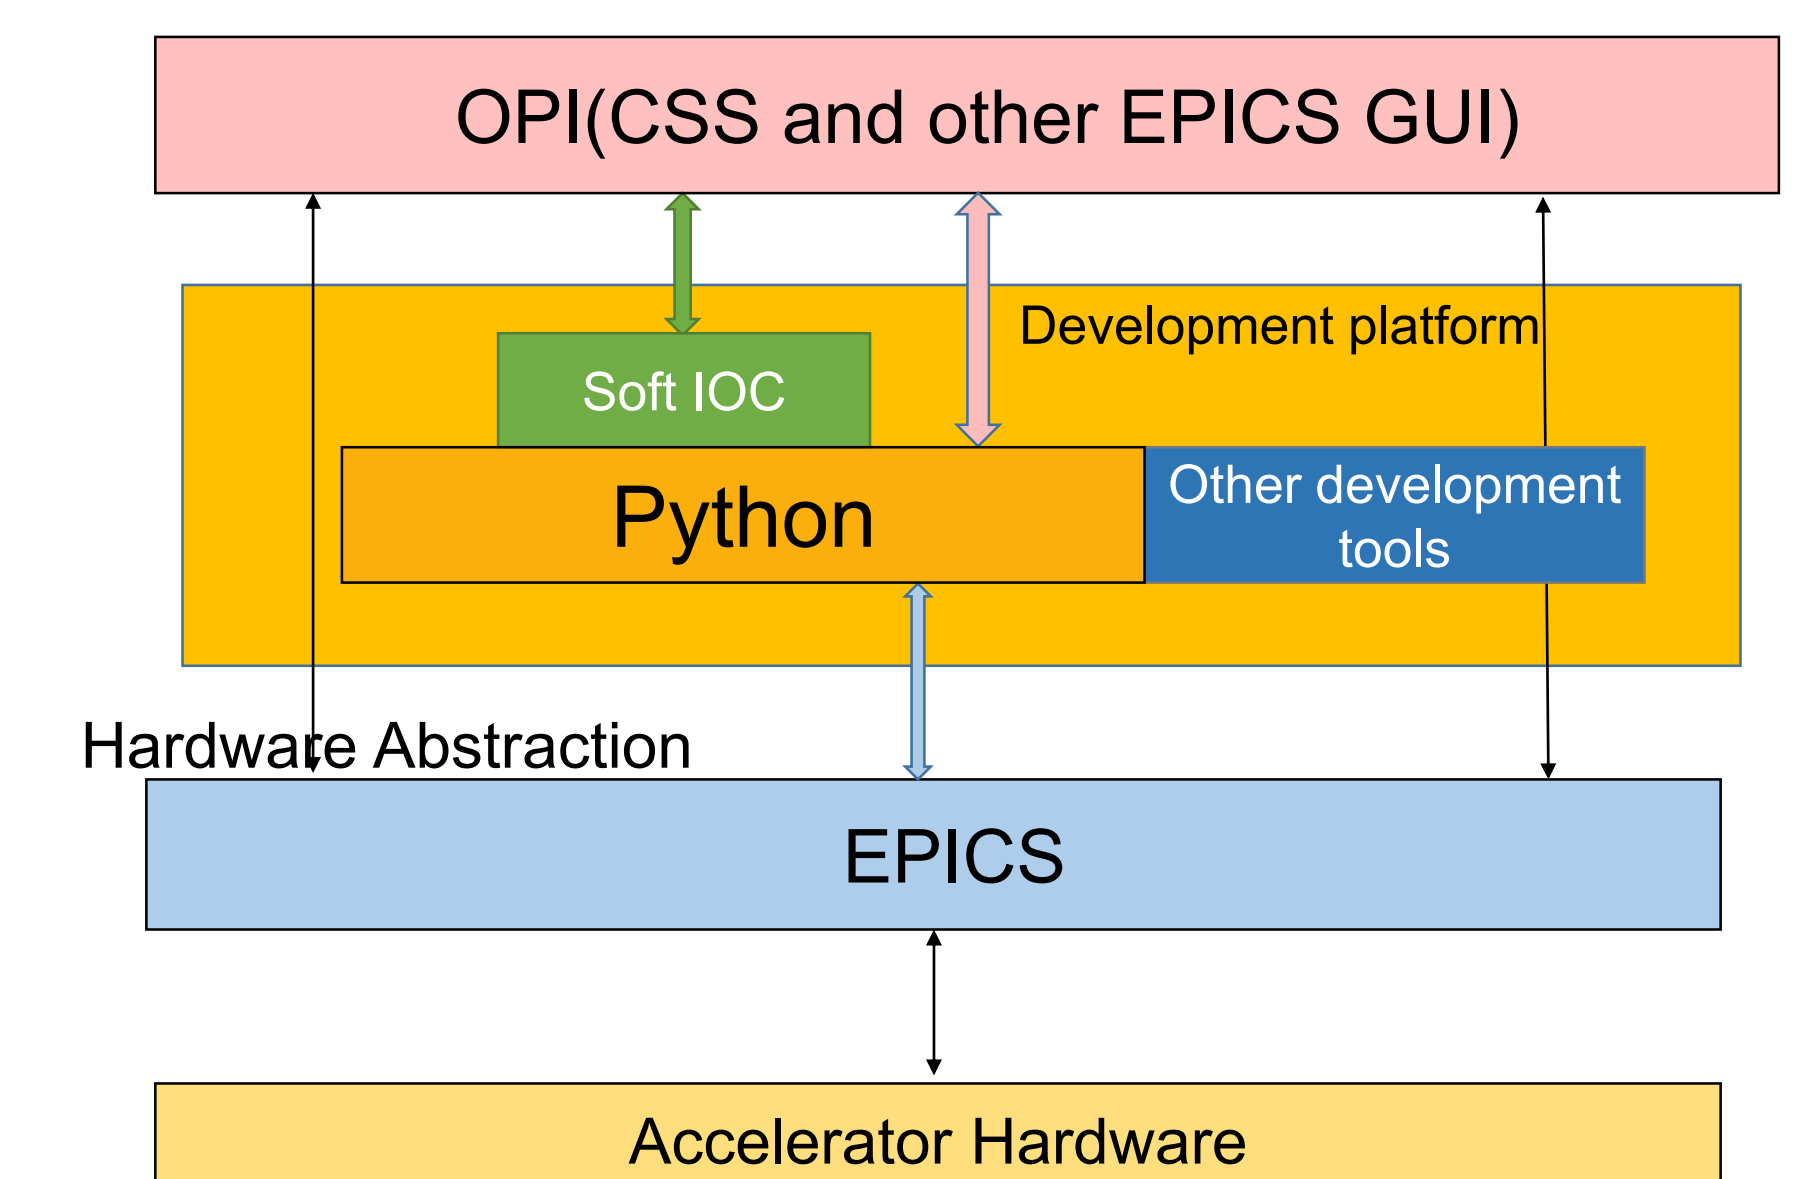 OPI(CSS and other EPICS GUI)
Development platform
Soft IOC
Python
Other development
tools
Hardware Abstraction
EPICS
Accelerator Hardware